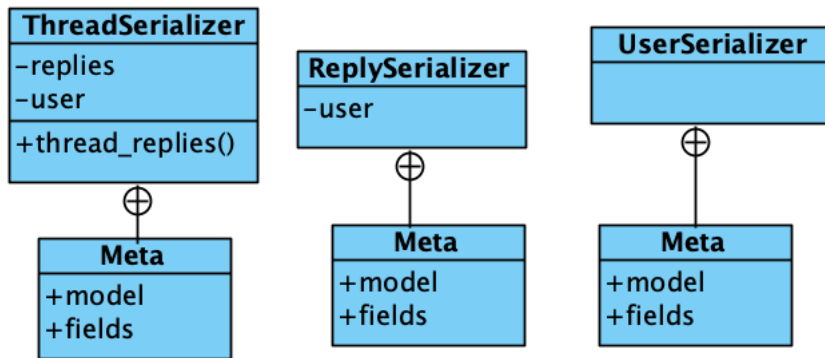 ThreadSerializer
-replies
-user
+thread_replies()
Meta
+model
+fields
ReplySerializer
-user
Meta
+model
+fields
UserSerializer
Meta
+model
+fields